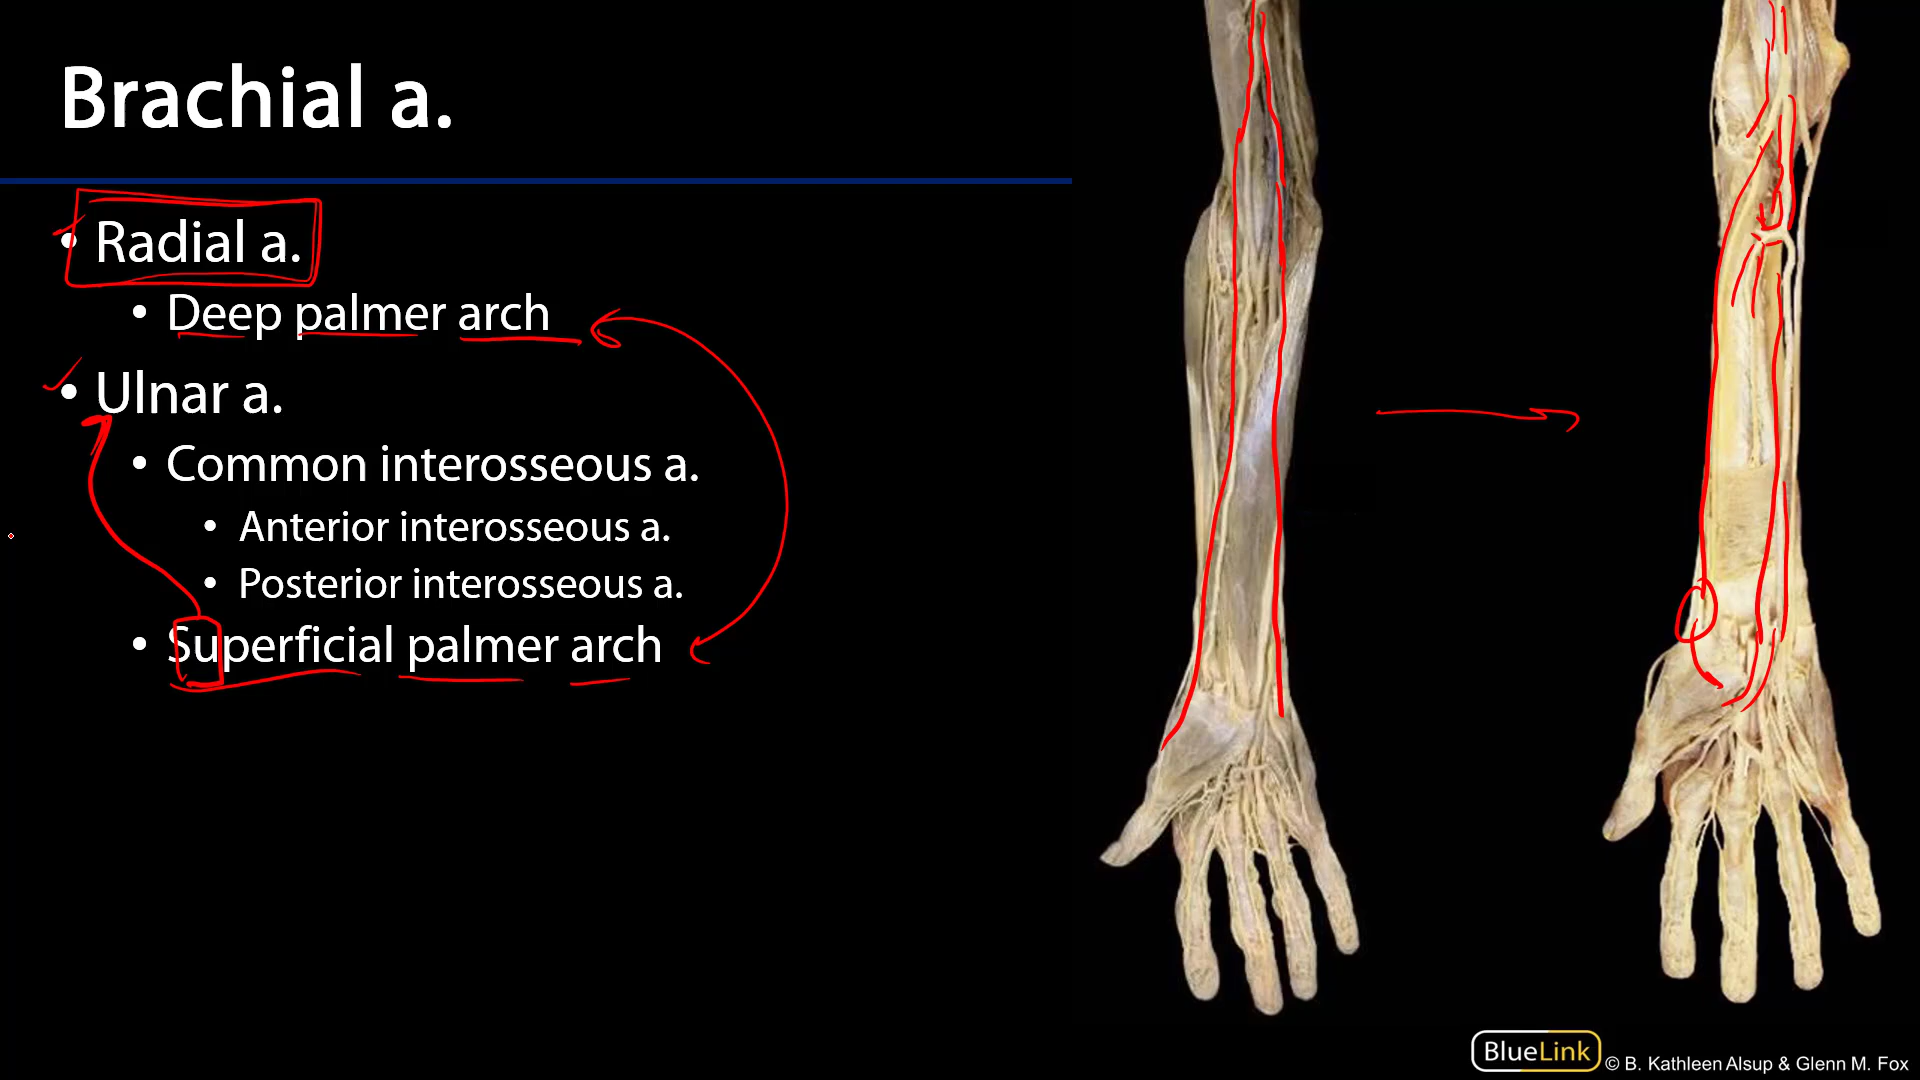 Brachial a.
• Radial a.
• Deep palmer arch
• Ulnar a.
• Common interosseous a.
• Anterior interosseous a.
• Posterior interosseous a.
• Superficial palmer arch
BlueLink © B. Kathleen Alsup & Glenn M. Fox